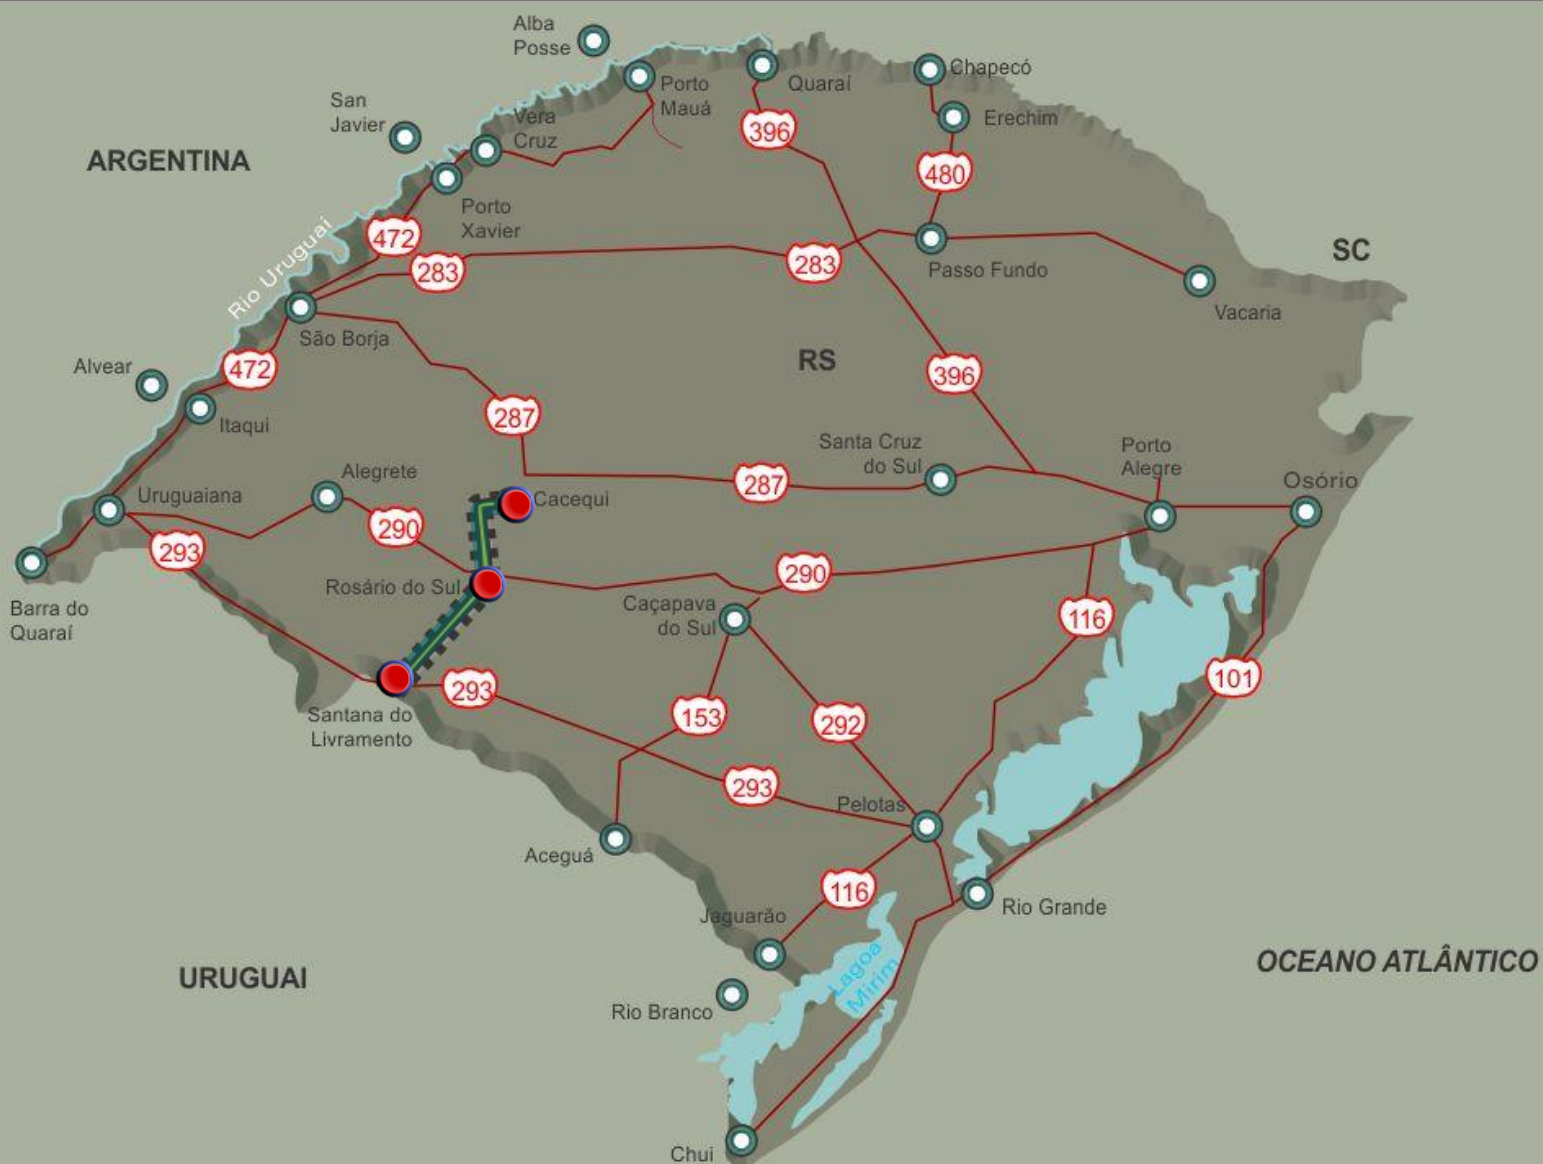 Alba
Posse
Porto
Mauá
Quaraí
Chapecó
San
Javier
Vera
Cruz
396
Erechim
ARGENTINA
480
Porto
Xavier
472
Rio Uruguai
283
283
Passo Fundo
SC
Vacaria
São Borja
Alvear
472
RS
396
Itaqui
287
Santa Cruz
do Sul
Porto
Alegre
Alegrete
Osório
Uruguaiana
287
Cacequi
290
293
Rosário do Sul
290
Barra do
Quaraí
Caçapava
do Sul
116
293
101
Santana do
Livramento
153
292
293
Pelotas
Aceguá
116
Jaguarão
Rio Grande
URUGUAI
Lagoa
Mirim
OCEANO ATLÂNTICO
Rio Branco
Chui